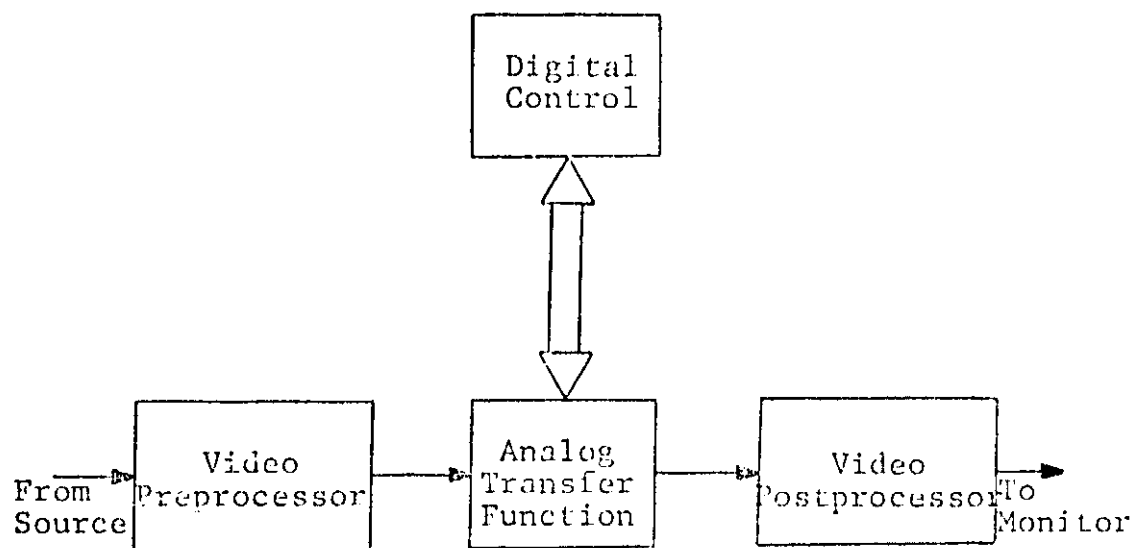 Digital
Control
From
Source
Video
Preprocessor
Analog
Transfer
Function
Video
Postprocessor
To
Monitor